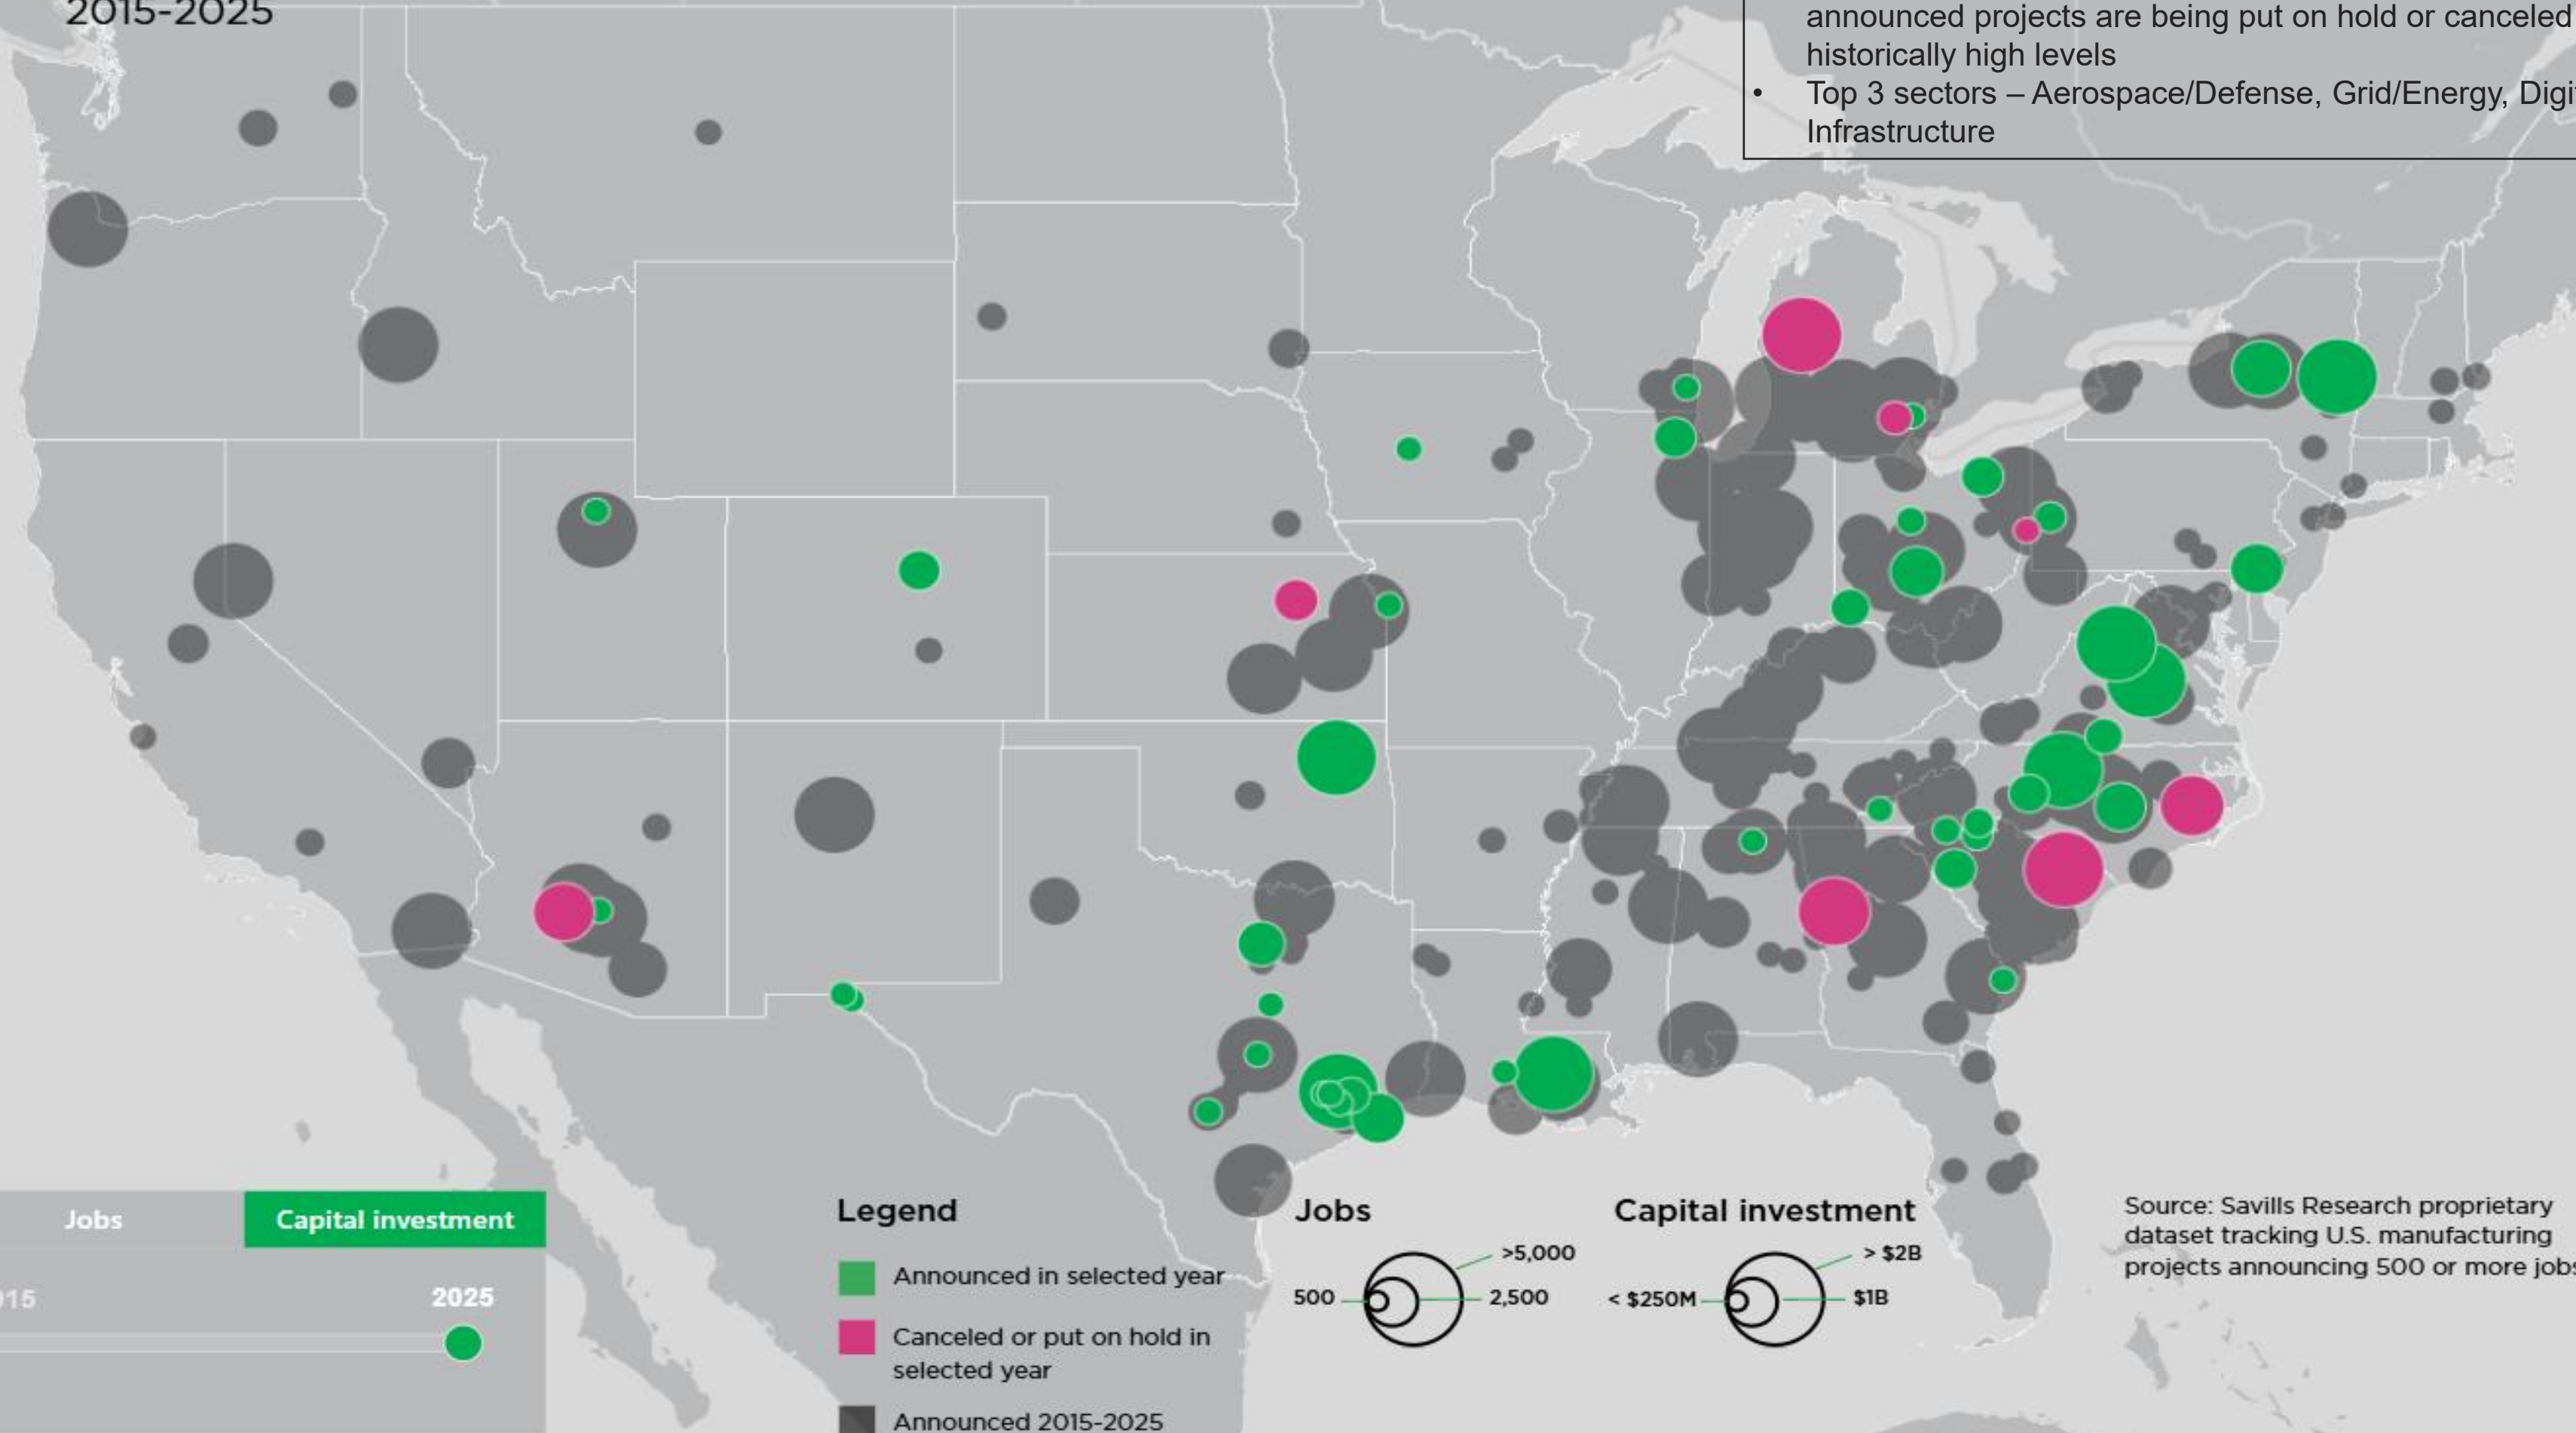 2015-2025
announced projects are being put on hold or canceled
historically high levels
• Top 3 sectors – Aerospace/Defense, Grid/Energy, Digi
Infrastructure
Jobs
Capital investment
015
2025
Legend
Announced in selected year
Canceled or put on hold in
selected year
Announced 2015-2025
Jobs
>5,000
500
2,500
Capital investment
> $2B
< $250M
$1B
Source: Savills Research proprietary
dataset tracking U.S. manufacturing
projects announcing 500 or more jobs